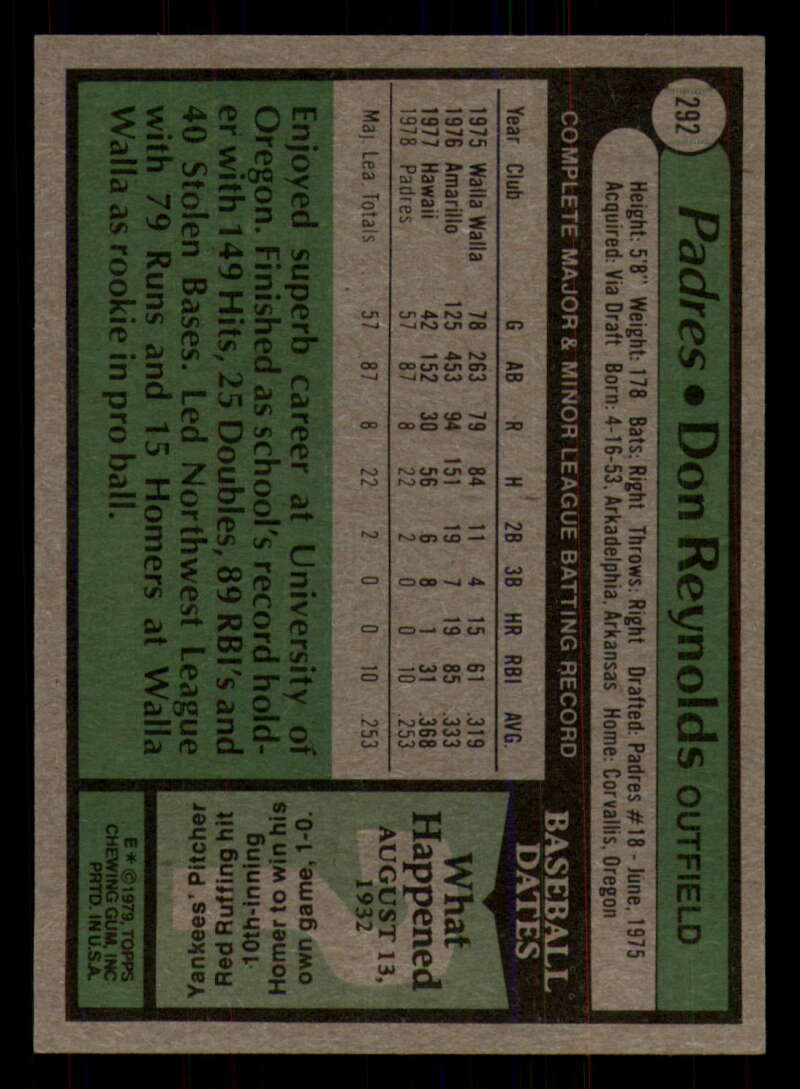 292
Padres • Don Reynolds OUTFIELD
Height: 5'8" Weight: 178 Bats: Right Throws: Right Drafted: Padres #18 - June, 1975
Acquired: Via Draft Born: 4-16-53, Arkadelphia, Arkansas Home: Corvallis, Oregon
COMPLETE MAJOR & MINOR LEAGUE BATTING RECORD
Year Club G AB R H 2B 3B HR RBI AVG.
1975 Walla Walla 78 263 79 84 11 4 15 61 .319
1976 Amarillo 125 453 94 151 19 7 19 85 .333
1977 Hawaii 42 152 30 56 6 8 1 31 .368
1978 Padres 57 87 8 22 2 0 0 10 .253
Maj. Lea. Totals 57 87 8 22 2 0 0 10 .253
Enjoyed superb career at University of
Oregon. Finished as school's record hold-
er with 149 Hits, 25 Doubles, 89 RBI's and
40 Stolen Bases. Led Northwest League
with 79 Runs and 15 Homers at Walla
Walla as rookie in pro ball.
BASEBALL
DATES
What
Happened
AUGUST 13,
1932
Yankees' Pitcher
Red Ruffing hit
10th-inning
Homer to win his
own game, 1-0.
E * © 1979, TOPPS
CHEWING GUM, INC
PRTD. IN U.S.A.